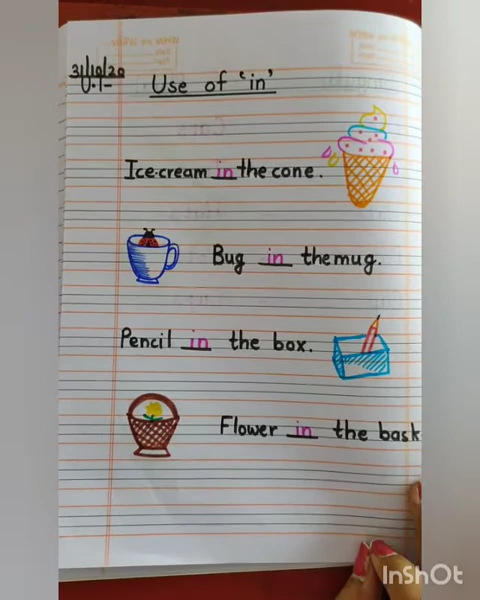 31/10/20
Use of 'in'
Ice-cream in the cone.
Bug in the mug.
Pencil in the box.
Flower in the bask
InShOt